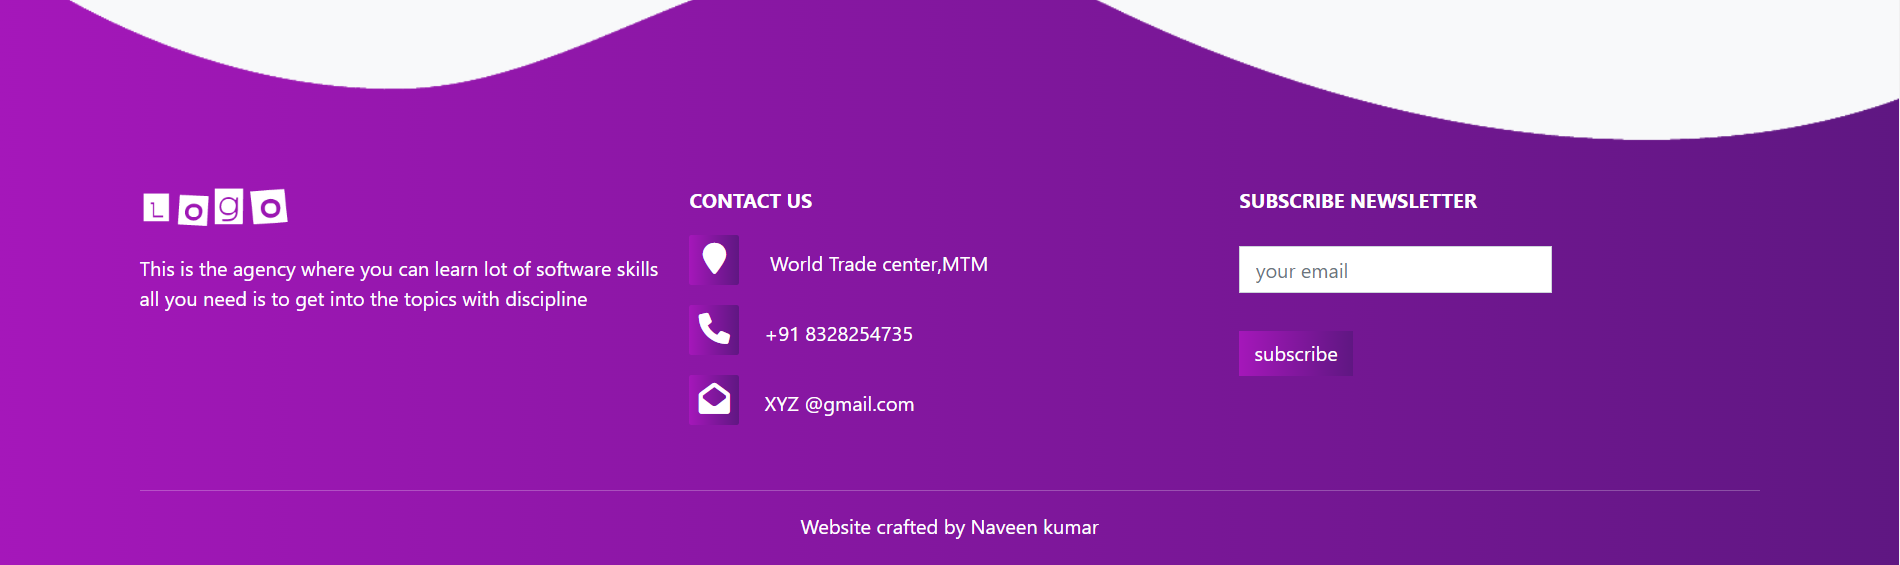 Logo
This is the agency where you can learn lot of software skills
all you need is to get into the topics with discipline
CONTACT US
World Trade center,MTM
+91 8328254735
XYZ @gmail.com
SUBSCRIBE NEWSLETTER
your email
subscribe
Website crafted by Naveen kumar